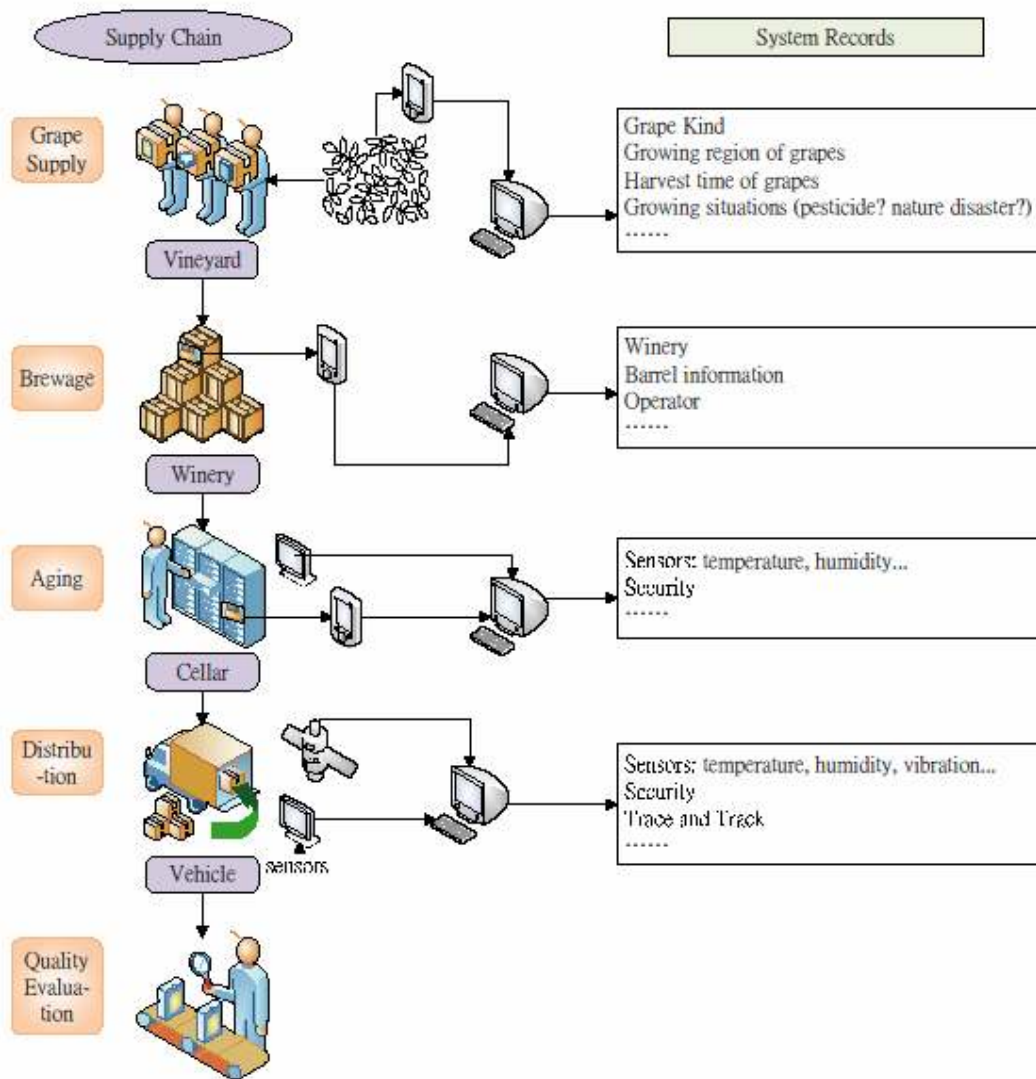 Supply Chain
System Records
Grape
Supply
Grape Kind
Growing region of grapes
Harvest time of grapes
Growing situations (pesticide? nature disaster?)
......
Vineyard
Brewage
Winery
Barrel information
Operator
......
Winery
Aging
Sensors: temperature, humidity...
Security
......
Cellar
Distribu
-tion
Sensors: temperature, humidity, vibration...
Security
Trace and Track
......
sensors
Vehicle
Quality
Evalua-
tion